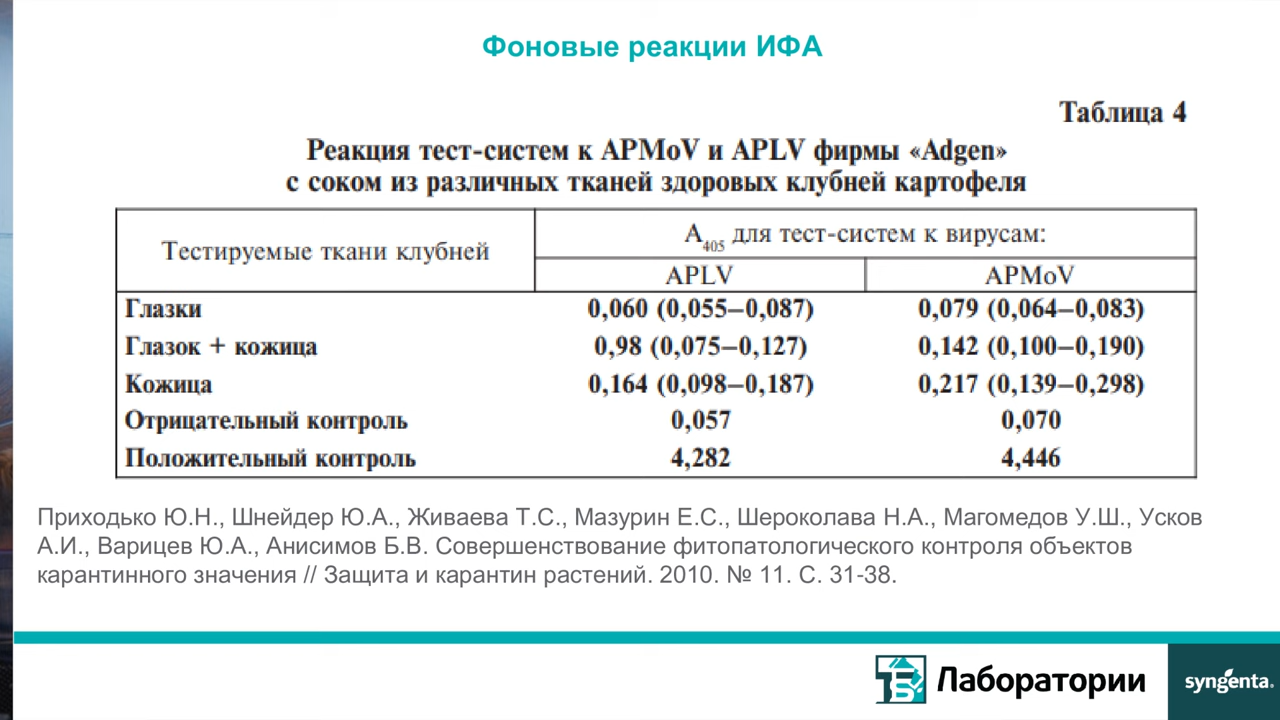 Фоновые реакции ИФА
Таблица 4
Реакция тест-систем к APMoV и APLV фирмы «Adgen»
с соком из различных тканей здоровых клубней картофеля
Тестируемые ткани клубней
A405 для тест-систем к вирусам:
APLV APMoV
Глазки 0,060 (0,055–0,087) 0,079 (0,064–0,083)
Глазок + кожица 0,98 (0,075–0,127) 0,142 (0,100–0,190)
Кожица 0,164 (0,098–0,187) 0,217 (0,139–0,298)
Отрицательный контроль 0,057 0,070
Положительный контроль 4,282 4,446
Приходько Ю.Н., Шнейдер Ю.А., Живаева Т.С., Мазурин Е.С., Шероколава Н.А., Магомедов У.Ш., Усков
А.И., Варицев Ю.А., Анисимов Б.В. Совершенствование фитопатологического контроля объектов
карантинного значения // Защита и карантин растений. 2010. № 11. С. 31-38.
ТБ Лаборатории
syngenta.